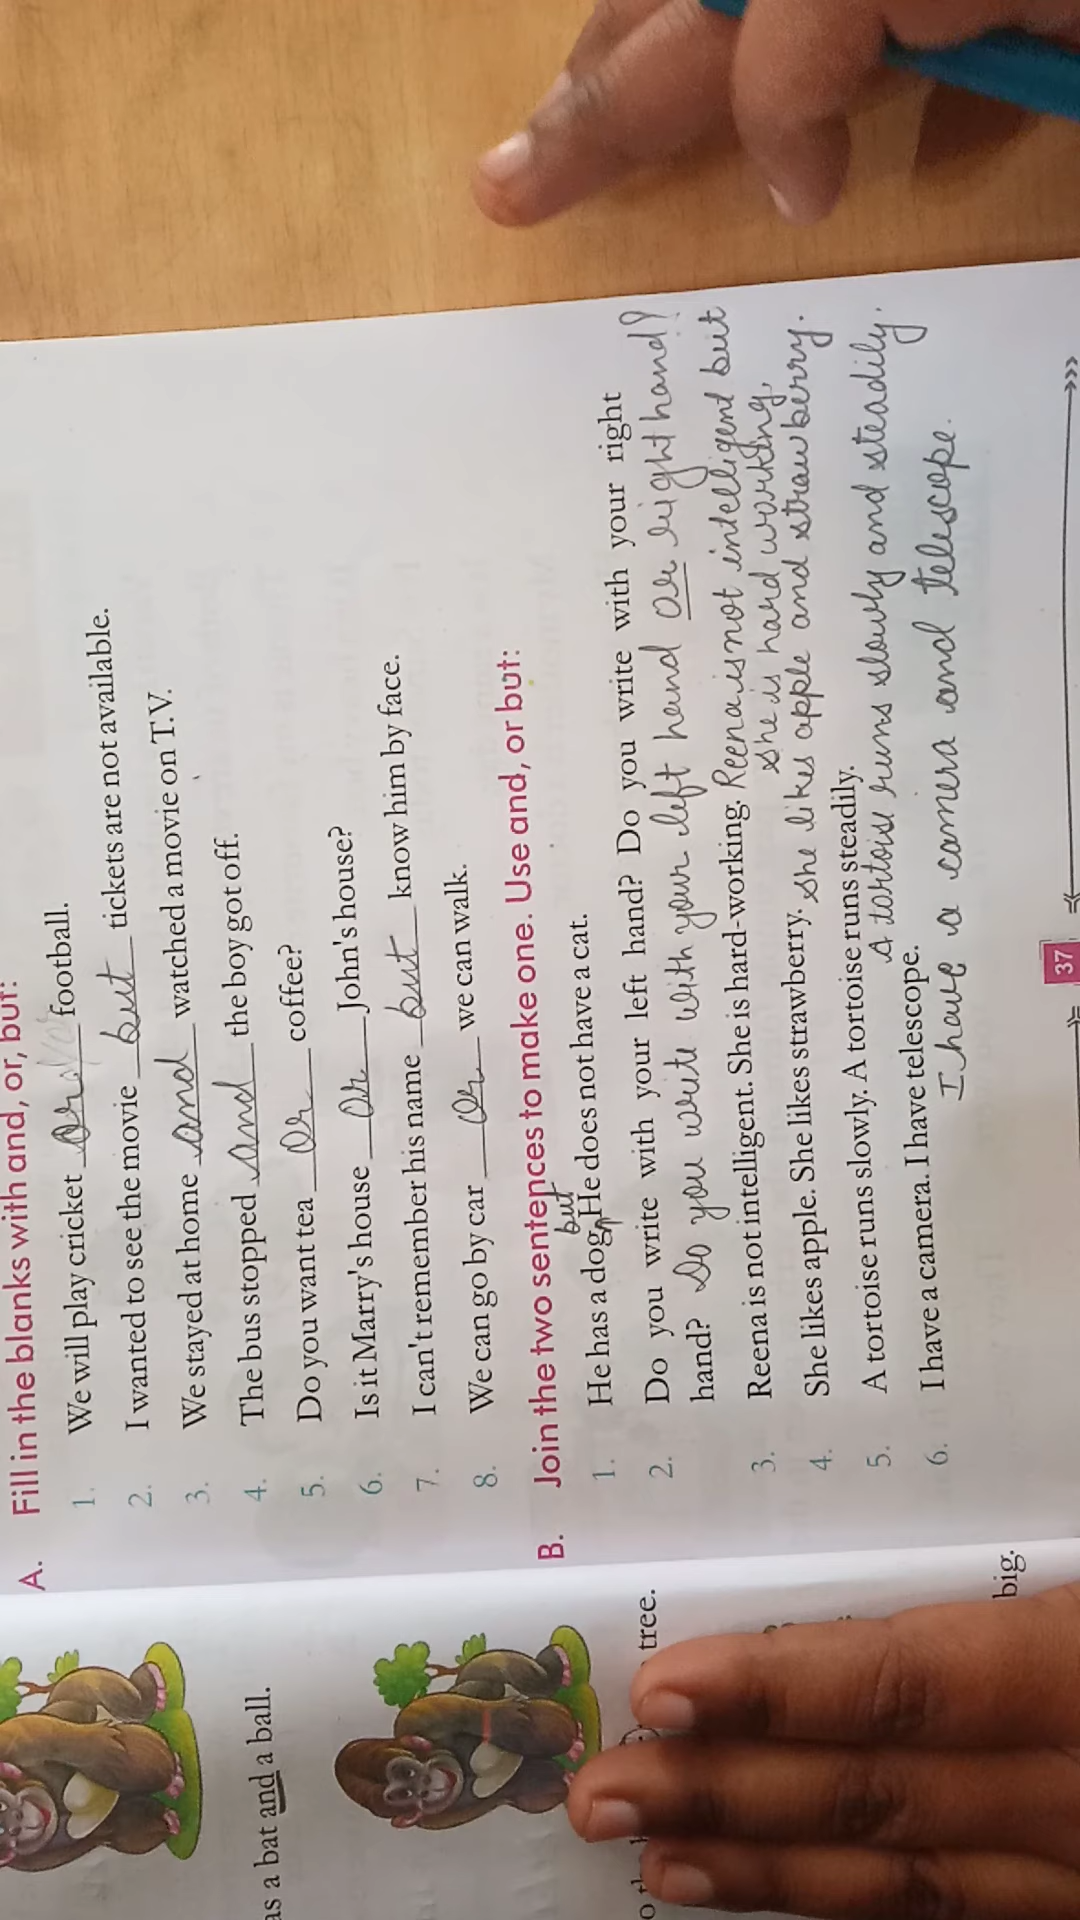 A. Fill in the blanks with and, or, but:
1. We will play cricket or football.
2. I wanted to see the movie but tickets are not available.
3. We stayed at home and watched a movie on T.V.
4. The bus stopped and the boy got off.
5. Do you want tea or coffee?
6. Is it Marry's house or John's house?
7. I can't remember his name but know him by face.
8. We can go by car or we can walk.
B. Join the two sentences to make one. Use and, or but:
but
1. He has a dog. He does not have a cat.
2. Do you write with your left hand? Do you write with your right
hand? Do you write with your left hand or right hand?
3. Reena is not intelligent. She is hard-working. Reena is not intelligent but
she is hard working.
4. She likes apple. She likes strawberry. She likes apple and strawberry.
5. A tortoise runs slowly. A tortoise runs steadily.
A tortoise runs slowly and steadily.
6. I have a camera. I have telescope.
I have a camera and telescope.
37
as a bat and a ball.
tree.
big.